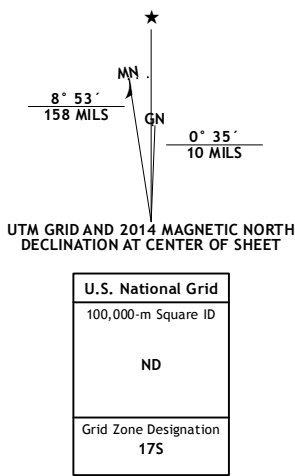 ★
MN
GN
8° 53´
158 MILS
0° 35´
10 MILS
UTM GRID AND 2014 MAGNETIC NORTH
DECLINATION AT CENTER OF SHEET
U.S. National Grid
100,000-m Square ID
ND
Grid Zone Designation
17S